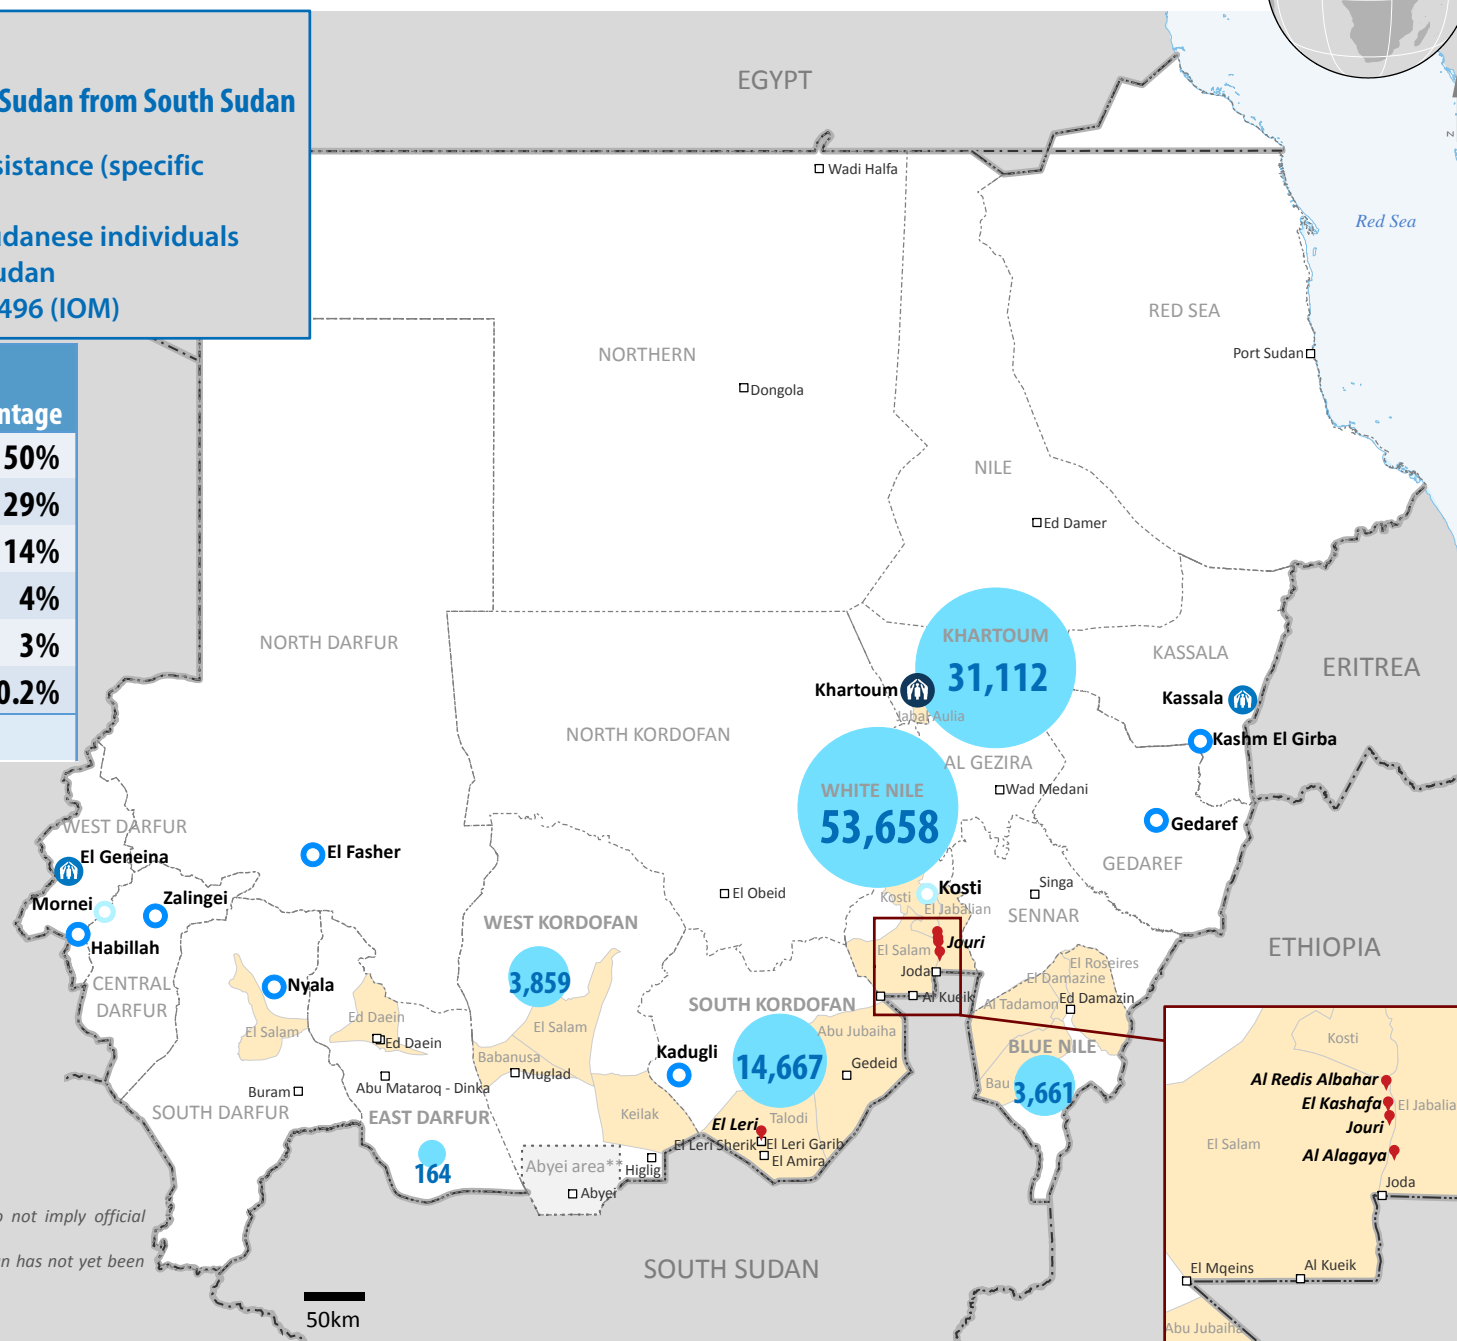 Sudan from South Sudan
sistance (specific
udanese individuals
udan
496 (IOM)
ntage
50%
29%
14%
4%
3%
0.2%
EGYPT
Wadi Halfa
Red Sea
RED SEA
Port Sudan
NORTHERN
Dongola
NILE
Ed Damer
NORTH DARFUR
KHARTOUM
31,112
Khartoum
Jabal Aulia
KASSALA
Kassala
ERITREA
Kashm El Girba
NORTH KORDOFAN
AL GEZIRA
WHITE NILE
53,658
Wad Medani
Gedaref
GEDAREF
WEST DARFUR
El Geneina
El Fasher
Mornei
Zalingei
Habillah
CENTRAL
DARFUR
El Obeid
Kosti
Kosti
El Jabalian
Singa
SENNAR
WEST KORDOFAN
3,859
Jouri
El Salam
Joda
Al Kueik
ETHIOPIA
Nyala
El Salam
Ed Daein
Ed Daein
El Salam
SOUTH KORDOFAN
Abu Jubaiha
14,667
Gedeid
El Roseires
El Damazine
Al Tadamon
Ed Damazin
BLUE NILE
Bau
3,661
Kadugli
Babanusa
Muglad
Buram
Abu Mataroq - Dinka
SOUTH DARFUR
EAST DARFUR
164
Keilak
El Leri
Talodi
El Leri Sherik
El Leri Garib
El Amira
Abyei area**
Higlig
Abyei
SOUTH SUDAN
Kosti
Al Redis Albahar
El Kashafa
El Jabalia
Jouri
El Salam
Al Alagaya
Joda
El Mqeins
Al Kueik
Abu Jubaiha
o not imply official
n has not yet been
50km
N